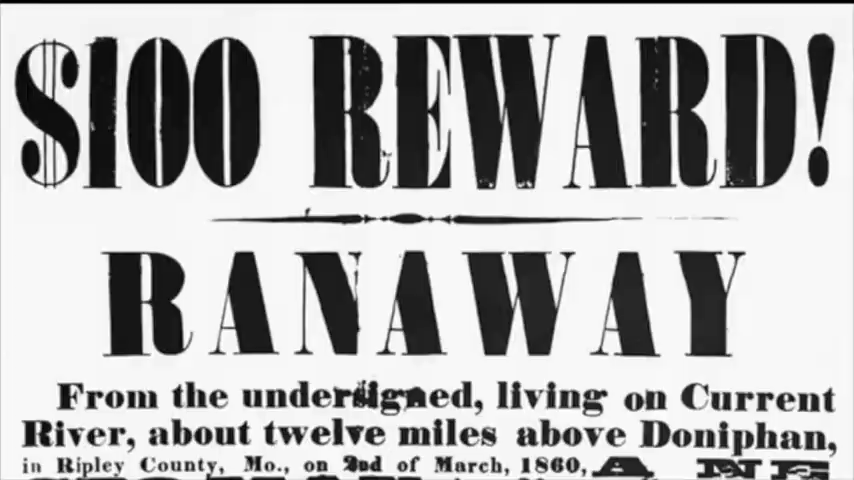 $100 REWARD!
RANAWAY
From the undersigned, living on Current
River, about twelve miles above Doniphan,
in Ripley County, Mo., on 2nd of March, 1860, A